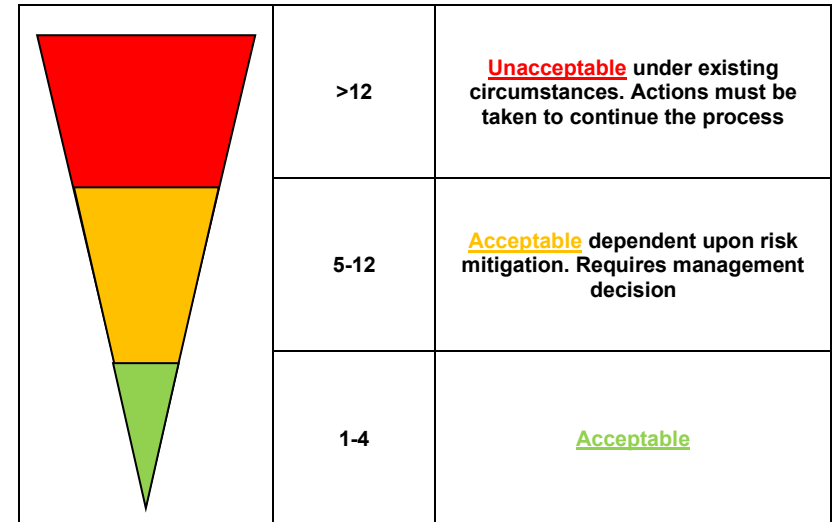 >12
Unacceptable under existing
circumstances. Actions must be
taken to continue the process
5-12
Acceptable dependent upon risk
mitigation. Requires management
decision
1-4
Acceptable